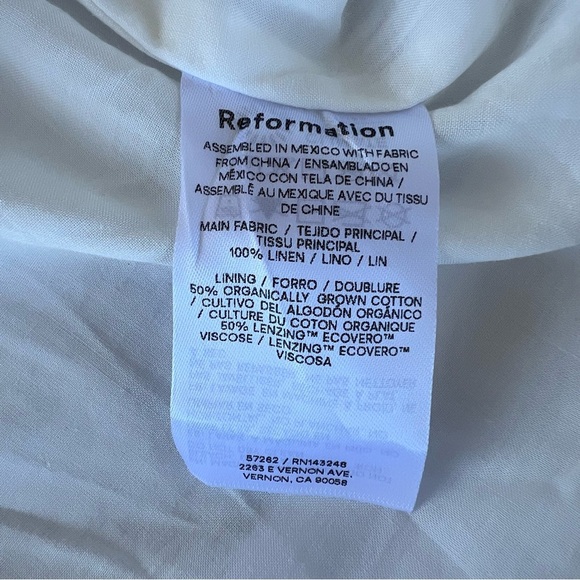 Reformation
ASSEMBLED IN MEXICO WITH FABRIC
FROM CHINA / ENSAMBLADO EN
MÉXICO CON TELA DE CHINA /
ASSEMBLÉ AU MEXIQUE AVEC DU TISSU
DE CHINE
MAIN FABRIC / TEJIDO PRINCIPAL /
TISSU PRINCIPAL
100% LINEN / LINO / LIN
LINING / FORRO / DOUBLURE
50% ORGANICALLY GROWN COTTON
/ CULTIVO DEL ALGODÓN ORGÁNICO
/ CULTURE DU COTON ORGANIQUE
50% LENZING™ ECOVERO™
VISCOSE / LENZING™ ECOVERO™
VISCOSA
57262 / RN143246
2263 E VERNON AVE.
VERNON, CA 90058